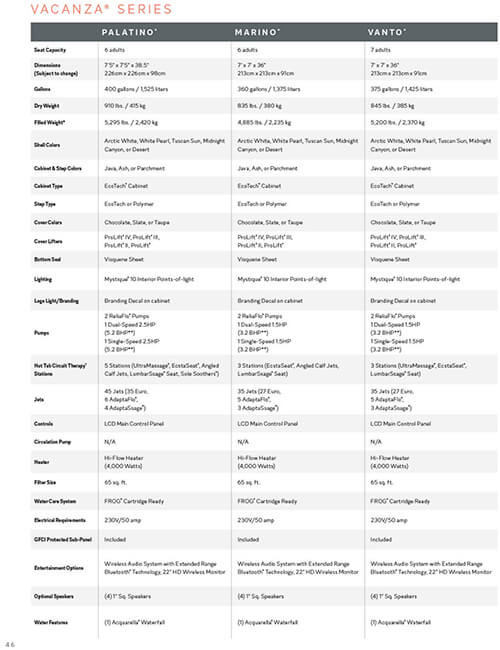 VACANZA® SERIES
PALATINO® MARINO® VANTO®
Seat Capacity 6 adults 6 adults 7 adults
Dimensions 7'5" x 7'5" x 38.5" 7' x 7' x 36" 7' x 7' x 36"
(Subject to change) 226cm x 226cm x 98cm 213cm x 213cm x 91cm 213cm x 213cm x 91cm
Gallons 400 gallons / 1,525 liters 360 gallons / 1,375 liters 375 gallons / 1,425 liters
Dry Weight 910 lbs. / 415 kg 835 lbs. / 380 kg 845 lbs. / 385 kg
Filled Weight* 5,295 lbs. / 2,420 kg 4,885 lbs. / 2,235 kg 5,200 lbs. / 2,370 kg
Shell Colors Arctic White, White Pearl, Tuscan Sun, Midnight Arctic White, White Pearl, Tuscan Sun, Midnight Arctic White, White Pearl, Tuscan Sun, Midnight
Canyon, or Desert Canyon, or Desert Canyon, or Desert
Cabinet & Step Colors Java, Ash, or Parchment Java, Ash, or Parchment Java, Ash, or Parchment
Cabinet Type EcoTech® Cabinet EcoTech® Cabinet EcoTech® Cabinet
Step Type EcoTech or Polymer EcoTech or Polymer EcoTech or Polymer
Cover Colors Chocolate, Slate, or Taupe Chocolate, Slate, or Taupe Chocolate, Slate, or Taupe
Cover Lifters ProLift® IV, ProLift® III, ProLift® IV, ProLift® III, ProLift® IV, ProLift® III,
ProLift® II, ProLift® ProLift® II, ProLift® ProLift® II, ProLift®
Bottom Seal Visquene Sheet Visquene Sheet Visquene Sheet
Lighting Mystique® 10 Interior Points-of-light Mystique® 10 Interior Points-of-light Mystique® 10 Interior Points-of-light
Logo Light/Branding Branding Decal on cabinet Branding Decal on cabinet Branding Decal on cabinet
Pumps 2 ReliaFlo® Pumps 2 ReliaFlo® Pumps 2 ReliaFlo® Pumps
1 Dual-Speed 2.5HP 1 Dual-Speed 1.5HP 1 Dual-Speed 1.5HP
(5.2 BHP**) (3.2 BHP**) (3.2 BHP**)
1 Single-Speed 2.5HP 1 Single-Speed 1.5HP 1 Single-Speed 1.5HP
(5.2 BHP**) (3.2 BHP**) (3.2 BHP**)
Hot Tub Circuit Therapy® 5 Stations (UltraMassage®, EcstaSeat®, Angled 3 Stations (EcstaSeat®, Angled Calf Jets, 3 Stations (UltraMassage®, EcstaSeat®,
Stations Calf Jets, LumbarSsage® Seat, Sole Soothers®) LumbarSsage® Seat) LumbarSsage® Seat)
Jets 45 Jets (35 Euro, 35 Jets (27 Euro, 35 Jets (27 Euro,
6 AdaptaFlo®, 5 AdaptaFlo®, 5 AdaptaFlo®,
4 AdaptaSsage®) 3 AdaptaSsage®) 3 AdaptaSsage®)
Controls LCD Main Control Panel LCD Main Control Panel LCD Main Control Panel
Circulation Pump N/A N/A N/A
Heater Hi-Flow Heater Hi-Flow Heater Hi-Flow Heater
(4,000 Watts) (4,000 Watts) (4,000 Watts)
Filter Size 65 sq. ft. 65 sq. ft. 65 sq. ft.
Water Care System FROG® Cartridge Ready FROG® Cartridge Ready FROG® Cartridge Ready
Electrical Requirements 230V/50 amp 230V/50 amp 230V/50 amp
GFCI Protected Sub-Panel Included Included Included
Entertainment Options Wireless Audio System with Extended Range Wireless Audio System with Extended Range Wireless Audio System with Extended Range
Bluetooth® Technology, 22" HD Wireless Monitor Bluetooth® Technology, 22" HD Wireless Monitor Bluetooth® Technology, 22" HD Wireless Monitor
Optional Speakers (4) 1" Sq. Speakers (4) 1" Sq. Speakers (4) 1" Sq. Speakers
Water Features (1) Acquarella® Waterfall (1) Acquarella® Waterfall (1) Acquarella® Waterfall
46